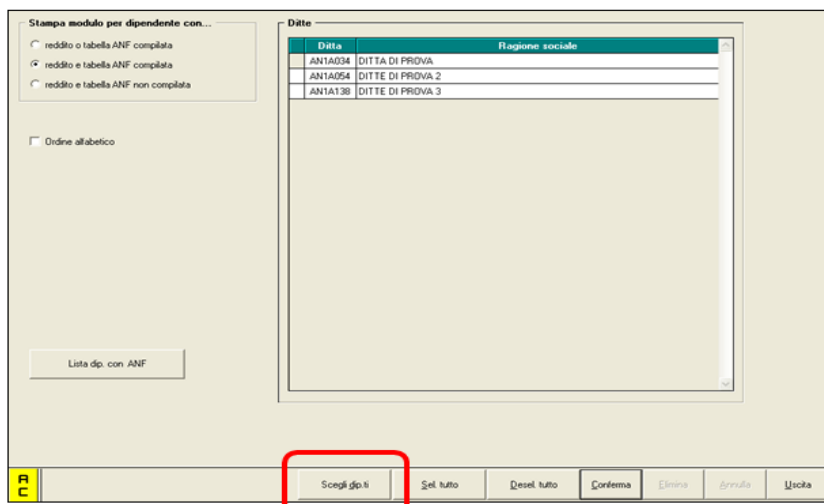 Stampa modulo per dipendente con...
reddito o tabella ANF compilata
reddito e tabella ANF compilata
reddito e tabella ANF non compilata
Ordine alfabetico
Lista dip. con ANF
Ditte
Ditta Ragione sociale
AN1A034 DITTA DI PROVA
AN1A054 DITTE DI PROVA 2
AN1A138 DITTE DI PROVA 3
A
C
Scegli dip.ti Sel. tutto Desel. tutto Conferma Elimina Annulla Uscita